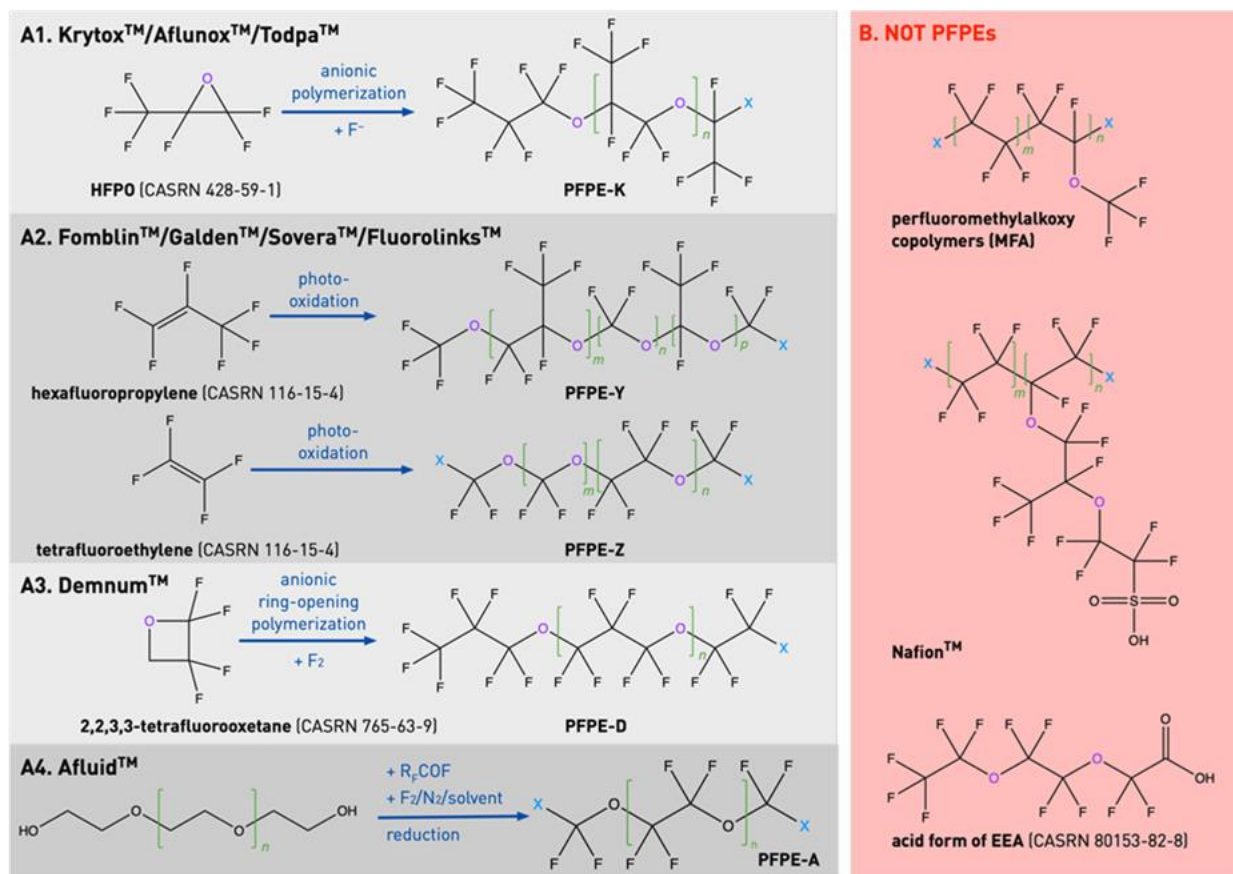 A1. Krytox™/Aflunox™/Todpa™
anionic
polymerization
+ F⁻
HFPO (CASRN 428-59-1)
PFPE-K
A2. Fomblin™/Galden™/Sovera™/Fluorolinks™
photo-
oxidation
hexafluoropropylene (CASRN 116-15-4)
PFPE-Y
photo-
oxidation
tetrafluoroethylene (CASRN 116-15-4)
PFPE-Z
A3. Demnum™
anionic
ring-opening
polymerization
+ F₂
2,2,3,3-tetrafluorooxetane (CASRN 765-63-9)
PFPE-D
A4. Afluid™
+ R_FCOF
+ F₂/N₂/solvent
reduction
PFPE-A
B. NOT PFPEs
perfluoromethylalkoxy
copolymers (MFA)
Nafion™
acid form of EEA (CASRN 80153-82-8)